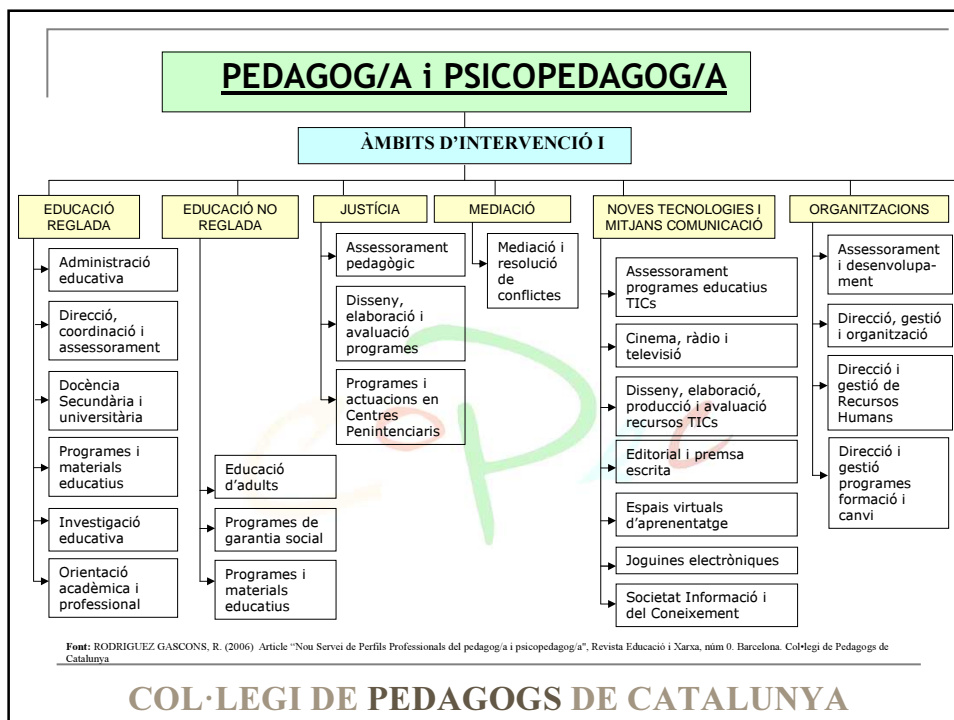 PEDAGOG/A i PSICOPEDAGOG/A
ÀMBITS D'INTERVENCIÓ I
EDUCACIÓ
REGLADA
Administració
educativa
Direcció,
coordinació i
assessorament
Docència
Secundària i
universitària
Programes i
materials
educatius
Investigació
educativa
Orientació
acadèmica i
professional
EDUCACIÓ NO
REGLADA
Educació
d'adults
Programes de
garantia social
Programes i
materials
educatius
JUSTÍCIA
Assessorament
pedagògic
Disseny,
elaboració i
avaluació
programes
Programes i
actuacions en
Centres
Penintenciaris
MEDIACIÓ
Mediació i
resolució
de
conflictes
NOVES TECNOLOGIES I
MITJANS COMUNICACIÓ
Assessorament
programes educatius
TICs
Cinema, ràdio i
televisió
Disseny, elaboració,
producció i avaluació
recursos TICs
Editorial i premsa
escrita
Espais virtuals
d'aprenentatge
Joguines electròniques
Societat Informació i
del Coneixement
ORGANITZACIONS
Assessorament
i desenvolupa-
ment
Direcció, gestió
i organització
Direcció i
gestió de
Recursos
Humans
Direcció i
gestió
programes
formació i
canvi
CoPec
Font: RODRIGUEZ GASCONS, R. (2006) Article "Nou Servei de Perfils Professionals del pedagog/a i psicopedagog/a", Revista Educació i Xarxa, núm 0. Barcelona. Col•legi de Pedagogs de
Catalunya
COL·LEGI DE PEDAGOGS DE CATALUNYA